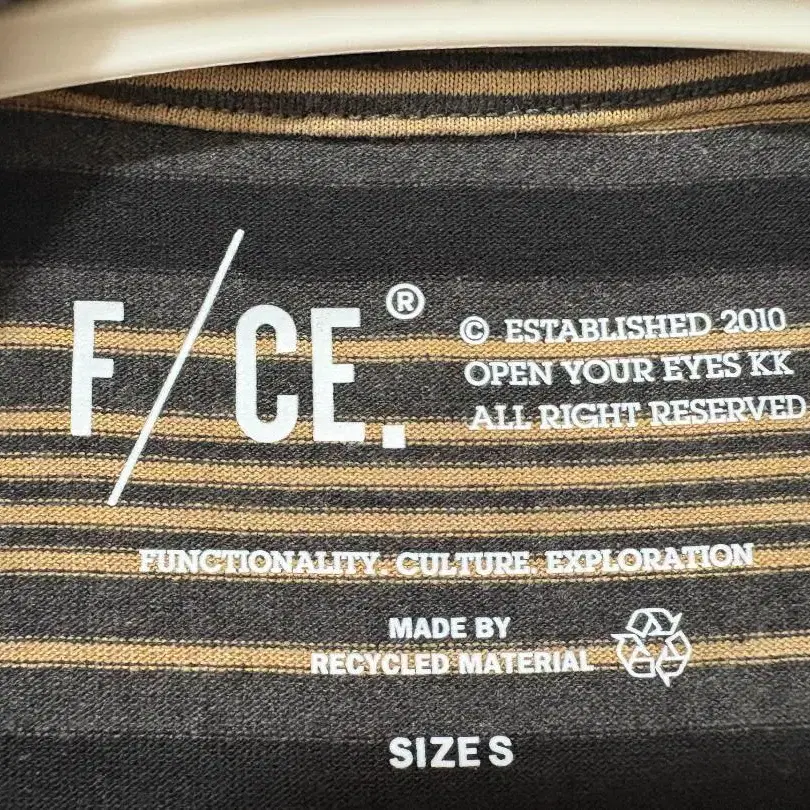 F/CE.®
© ESTABLISHED 2010
OPEN YOUR EYES KK
ALL RIGHT RESERVED
FUNCTIONALITY. CULTURE. EXPLORATION
MADE BY
RECYCLED MATERIAL
SIZE S